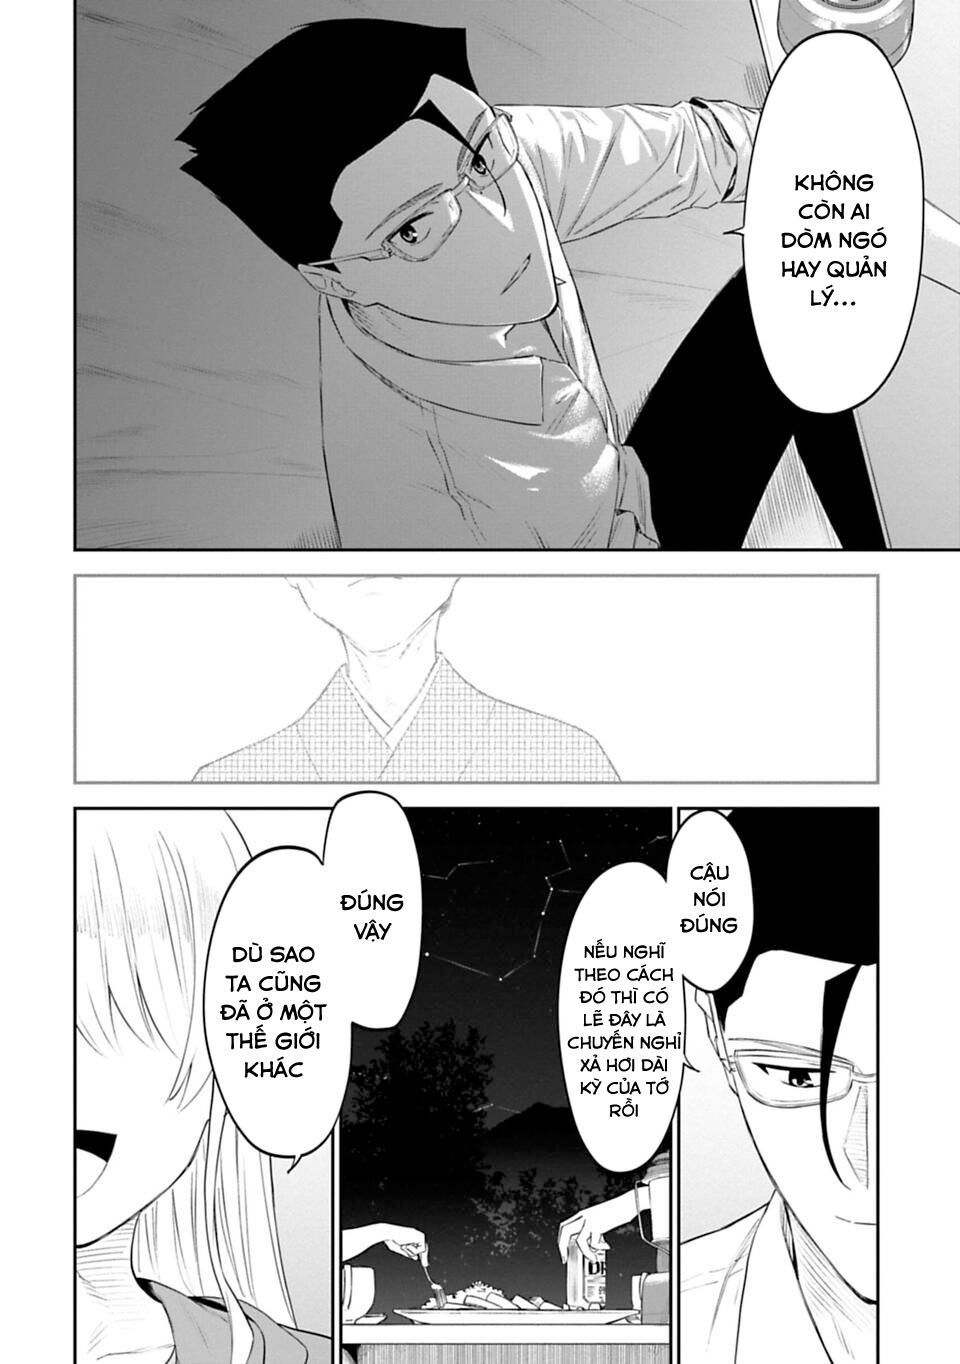 KHÔNG
CÒN AI
DÒM NGÓ
HAY QUẢN
LÝ...
CẬU
NÓI
ĐÚNG
NẾU NGHĨ
THEO CÁCH
ĐÓ THÌ CÓ
LẼ ĐÂY LÀ
CHUYẾN NGHỈ
XẢ HƠI DÀI
KỲ CỦA TỚ
RỒI
ĐÚNG
VẬY
DÙ SAO
TA CŨNG
ĐÃ Ở MỘT
THẾ GIỚI
KHÁC